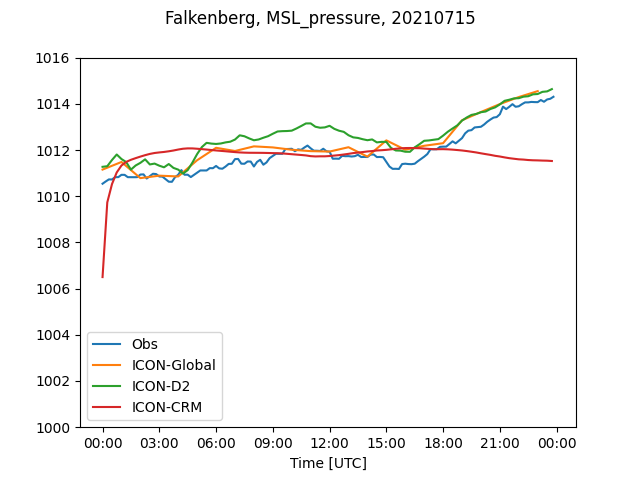 Falkenberg, MSL_pressure, 20210715
1016
1014
1012
1010
1008
1006
1004
1002
1000
Obs
ICON-Global
ICON-D2
ICON-CRM
00:00 03:00 06:00 09:00 12:00 15:00 18:00 21:00 00:00
Time [UTC]